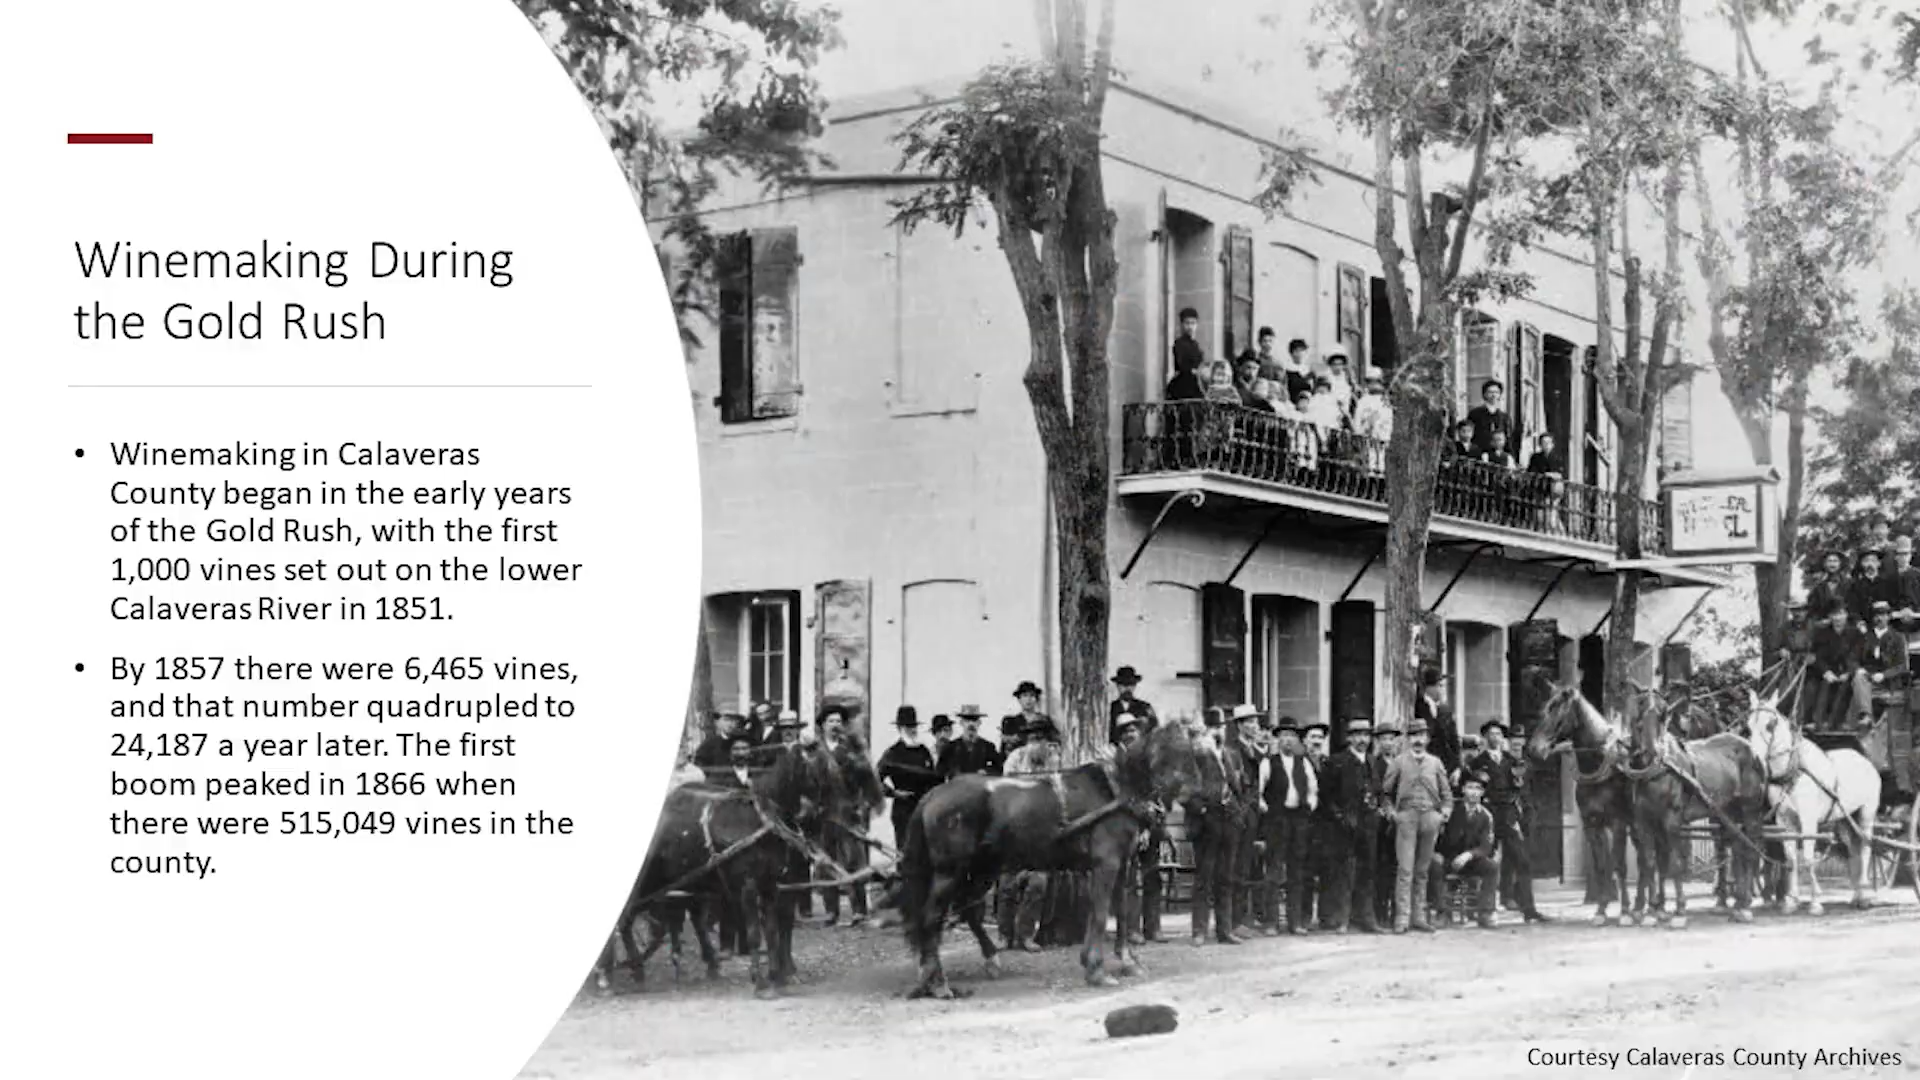 Winemaking During
the Gold Rush
• Winemaking in Calaveras
County began in the early years
of the Gold Rush, with the first
1,000 vines set out on the lower
Calaveras River in 1851.
• By 1857 there were 6,465 vines,
and that number quadrupled to
24,187 a year later. The first
boom peaked in 1866 when
there were 515,049 vines in the
county.
Courtesy Calaveras County Archives